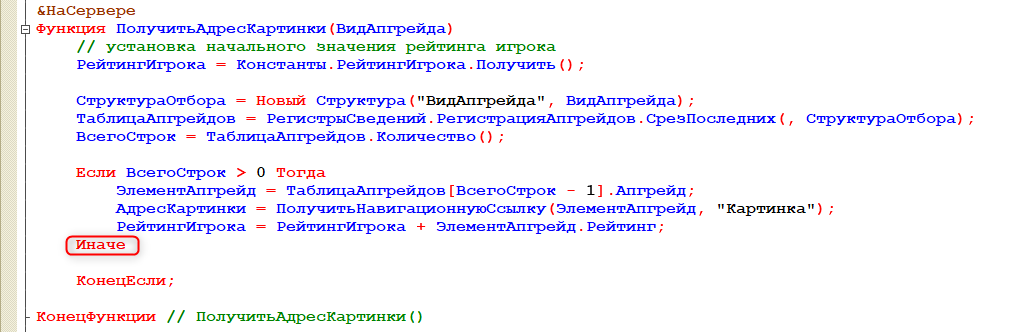 &НаСервере
Функция ПолучитьАдресКартинки(ВидАпгрейда)
// установка начального значения рейтинга игрока
РейтингИгрока = Константы.РейтингИгрока.Получить();
СтруктураОтбора = Новый Структура("ВидАпгрейда", ВидАпгрейда);
ТаблицаАпгрейдов = РегистрыСведений.РегистрацияАпгрейдов.СрезПоследних(, СтруктураОтбора);
ВсегоСтрок = ТаблицаАпгрейдов.Количество();
Если ВсегоСтрок > 0 Тогда
ЭлементАпгрейд = ТаблицаАпгрейдов[ВсегоСтрок - 1].Апгрейд;
АдресКартинки = ПолучитьНавигационнуюСсылку(ЭлементАпгрейд, "Картинка");
РейтингИгрока = РейтингИгрока + ЭлементАпгрейд.Рейтинг;
Иначе
КонецЕсли;
КонецФункции // ПолучитьАдресКартинки()